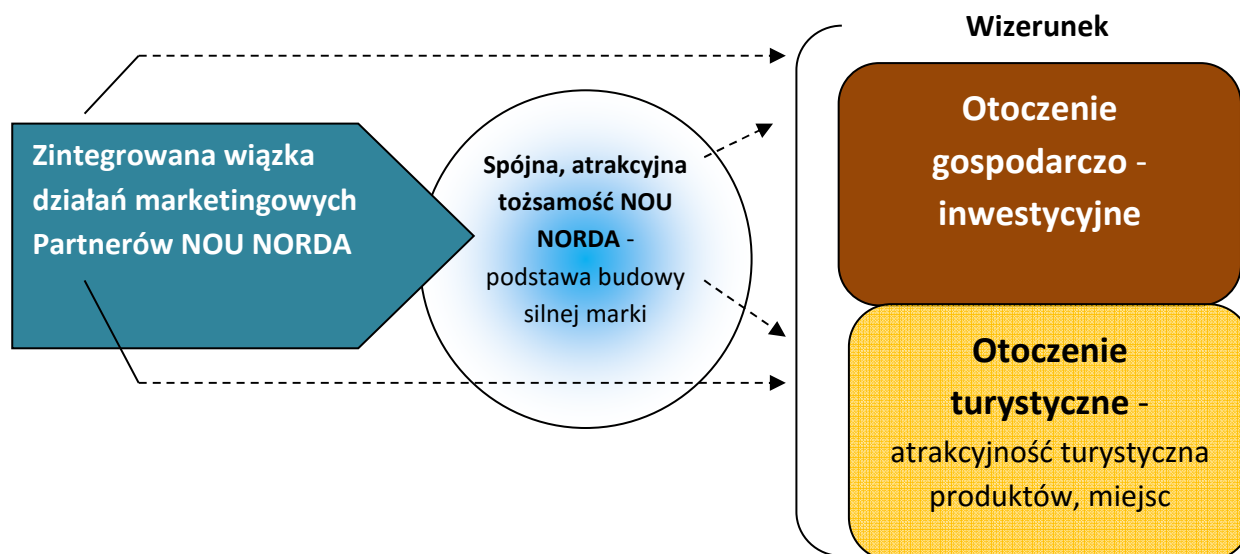 Zintegrowana wiązka
działań marketingowych
Partnerów NOU NORDA
Spójna, atrakcyjna
tożsamość NOU
NORDA -
podstawa budowy
silnej marki
Wizerunek
Otoczenie
gospodarczo -
inwestycyjne
Otoczenie
turystyczne -
atrakcyjność turystyczna
produktów, miejsc